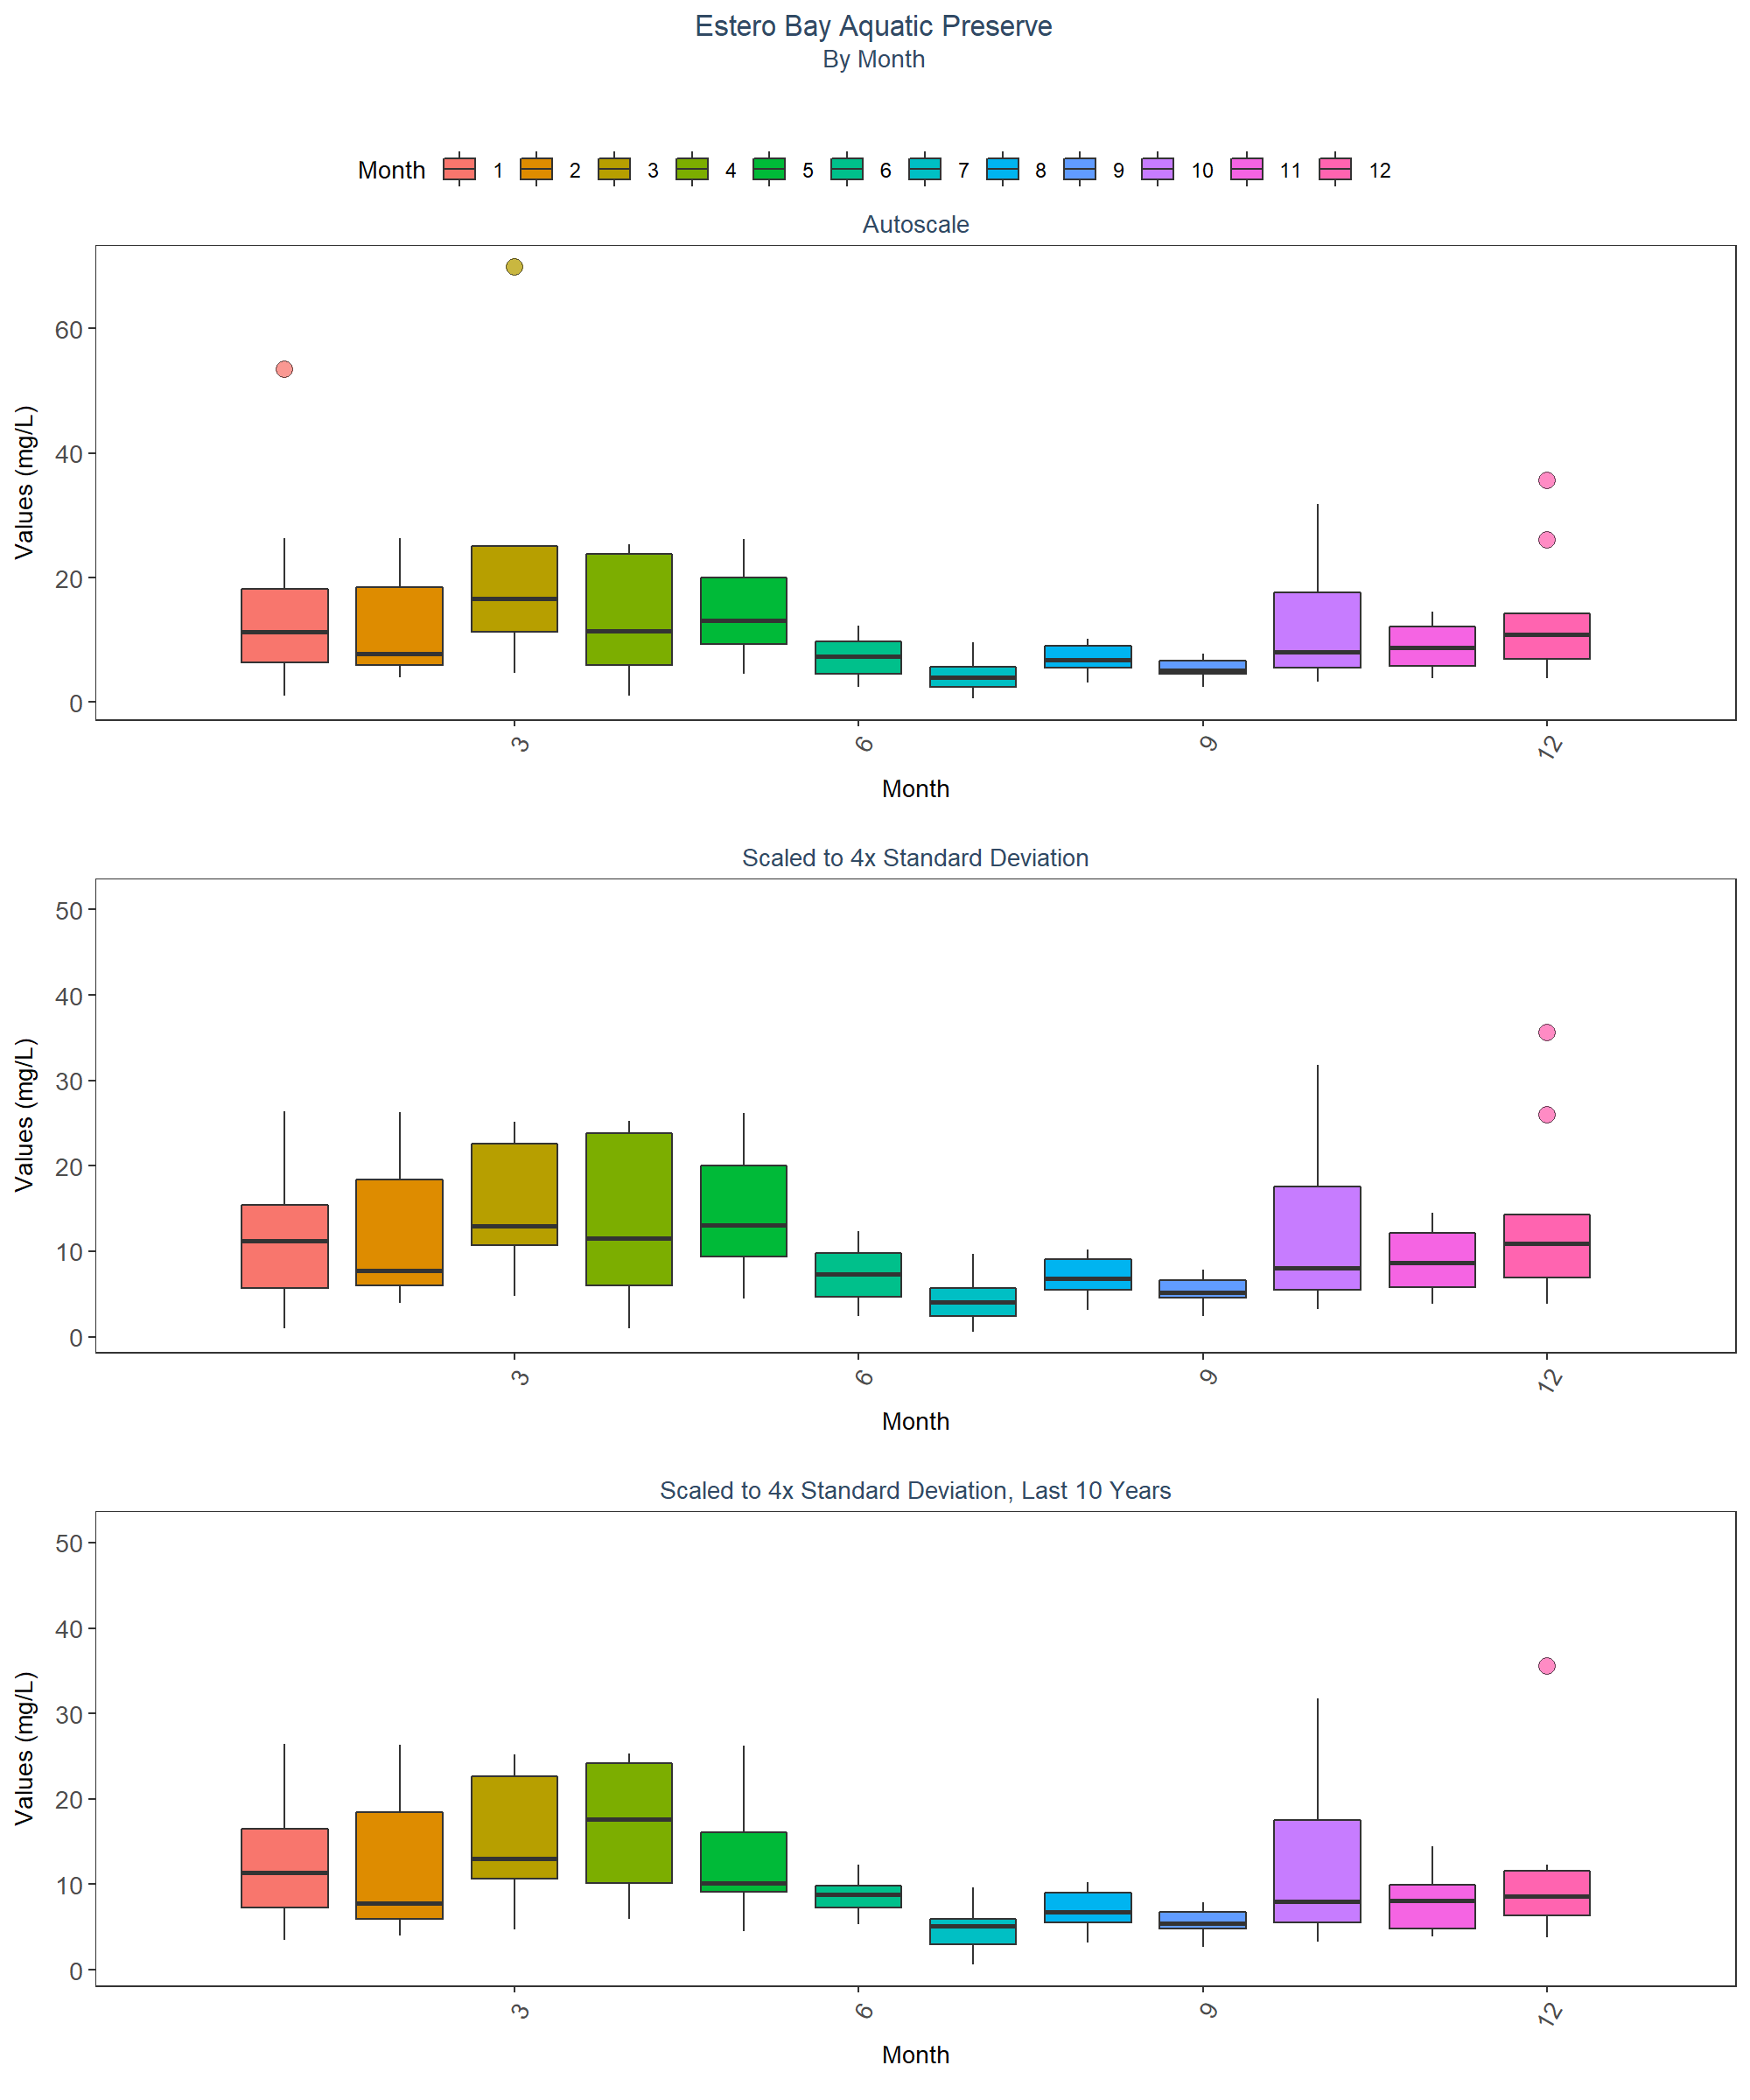 Estero Bay Aquatic Preserve
By Month
Month 1 2 3 4 5 6 7 8 9 10 11 12
Autoscale
Values (mg/L)
60
40
20
0
3 6 9 12
Month
Scaled to 4x Standard Deviation
Values (mg/L)
50
40
30
20
10
0
3 6 9 12
Month
Scaled to 4x Standard Deviation, Last 10 Years
Values (mg/L)
50
40
30
20
10
0
3 6 9 12
Month